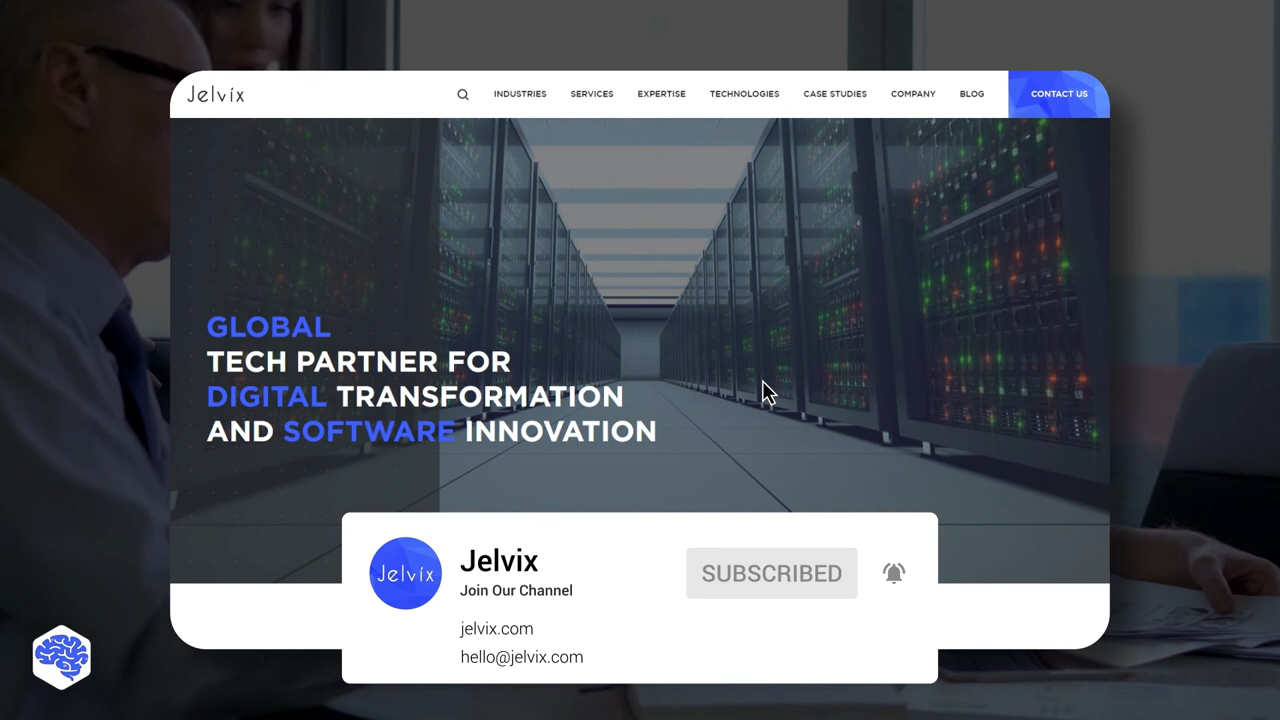 Jelvix
INDUSTRIES SERVICES EXPERTISE TECHNOLOGIES CASE STUDIES COMPANY BLOG CONTACT US
GLOBAL
TECH PARTNER FOR
DIGITAL TRANSFORMATION
AND SOFTWARE INNOVATION
Jelvix
Jelvix
SUBSCRIBED
Join Our Channel
jelvix.com
hello@jelvix.com